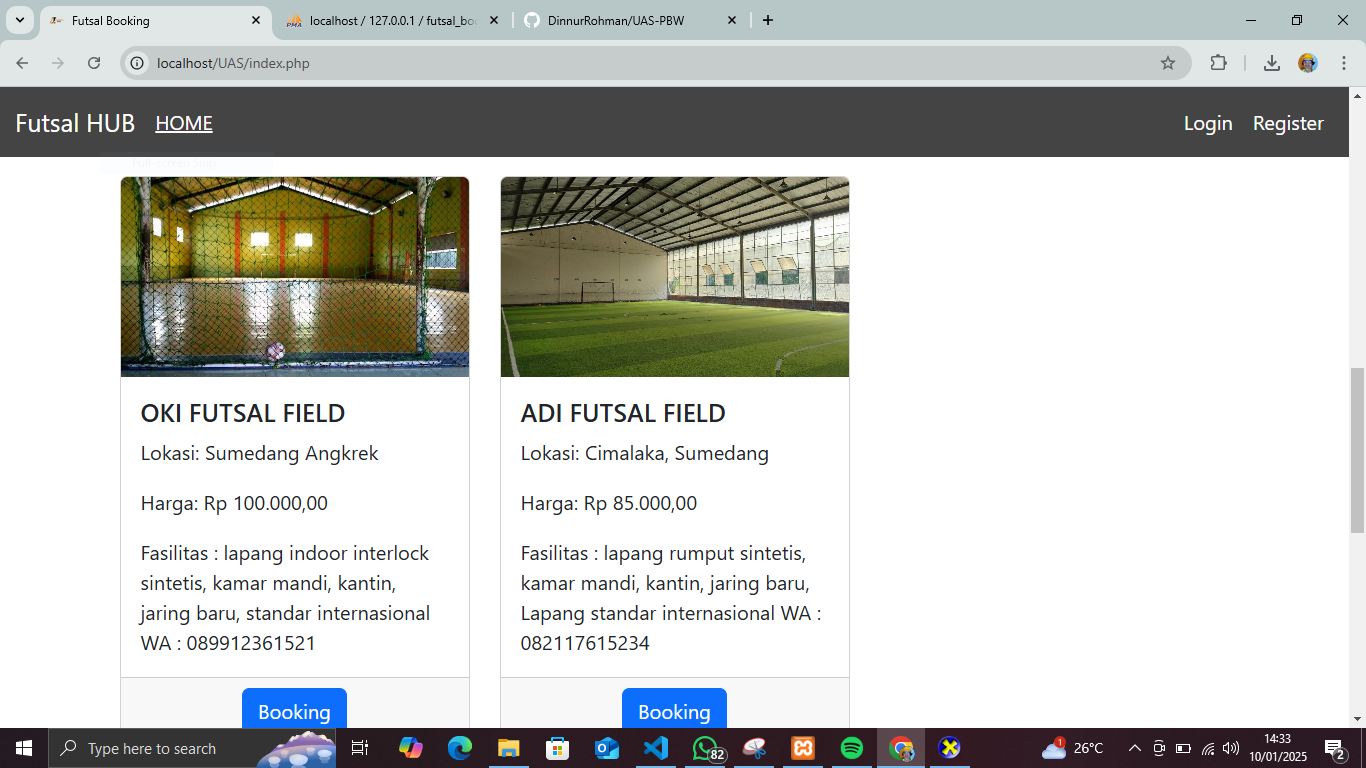 Futsal Booking
localhost / 127.0.0.1 / futsal_boo
DinnurRohman/UAS-PBW
localhost/UAS/index.php
Futsal HUB HOME Login Register
OKI FUTSAL FIELD
Lokasi: Sumedang Angkrek
Harga: Rp 100.000,00
Fasilitas : lapang indoor interlock
sintetis, kamar mandi, kantin,
jaring baru, standar internasional
WA : 089912361521
Booking
ADI FUTSAL FIELD
Lokasi: Cimalaka, Sumedang
Harga: Rp 85.000,00
Fasilitas : lapang rumput sintetis,
kamar mandi, kantin, jaring baru,
Lapang standar internasional WA :
082117615234
Booking
Type here to search
82
26°C
1
14:33
10/01/2025
2